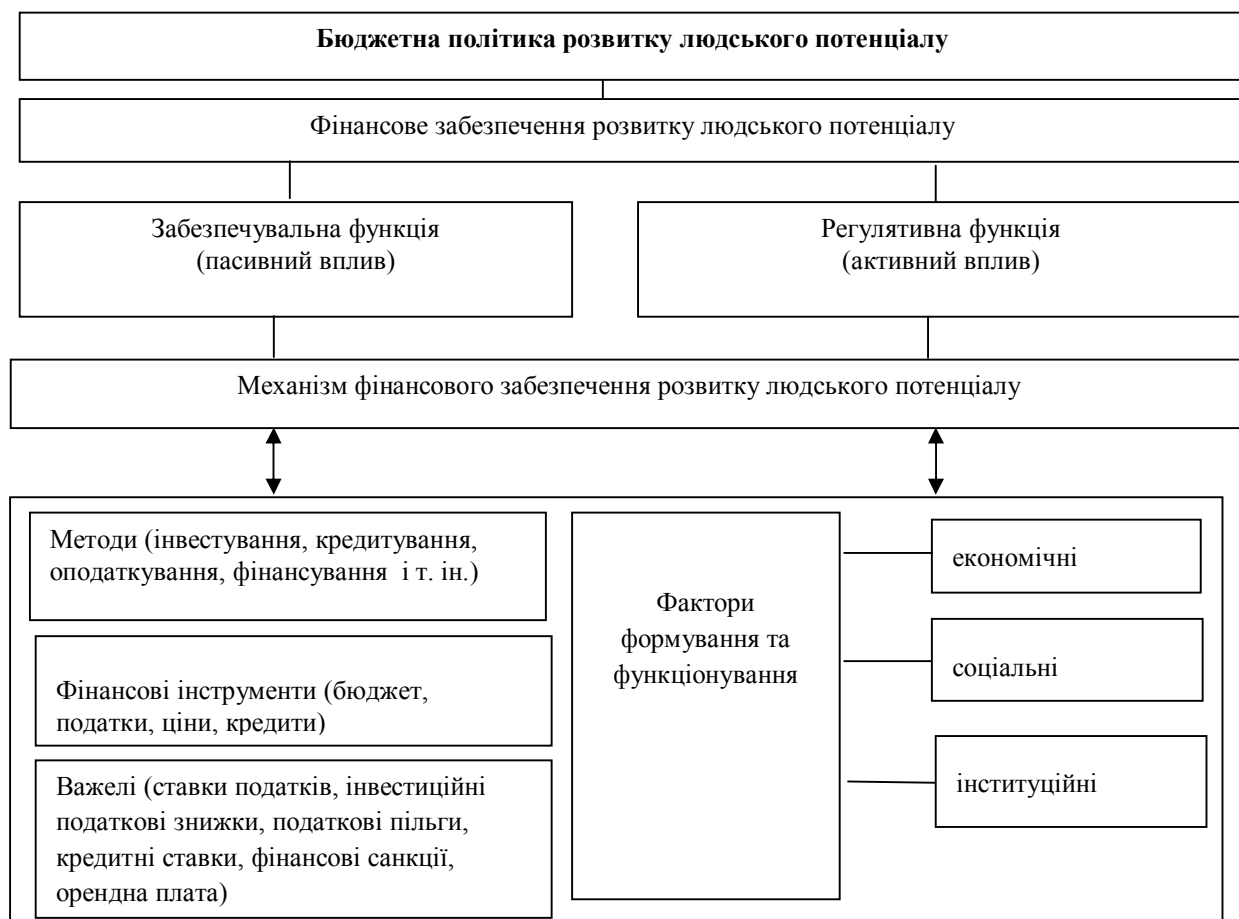 Бюджетна політика розвитку людського потенціалу
Фінансове забезпечення розвитку людського потенціалу
Забезпечувальна функція
(пасивний вплив)
Регулятивна функція
(активний вплив)
Механізм фінансового забезпечення розвитку людського потенціалу
Методи (інвестування, кредитування,
оподаткування, фінансування і т. ін.)
Фінансові інструменти (бюджет,
податки, ціни, кредити)
Важелі (ставки податків, інвестиційні
податкові знижки, податкові пільги,
кредитні ставки, фінансові санкції,
орендна плата)
Фактори
формування та
функціонування
економічні
соціальні
інституційні